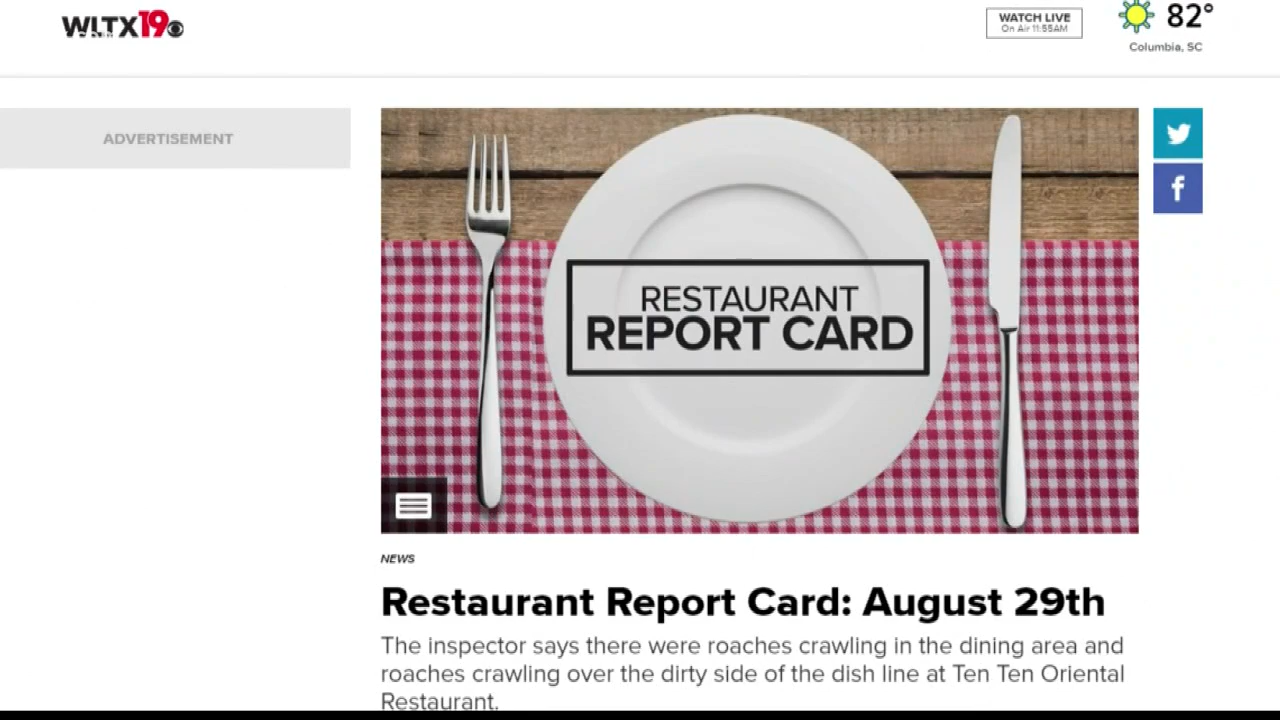 WLTX19
WATCH LIVE
On Air 11:55AM
82°
Columbia, SC
ADVERTISEMENT
RESTAURANT
REPORT CARD
NEWS
Restaurant Report Card: August 29th
The inspector says there were roaches crawling in the dining area and
roaches crawling over the dirty side of the dish line at Ten Ten Oriental
Restaurant.